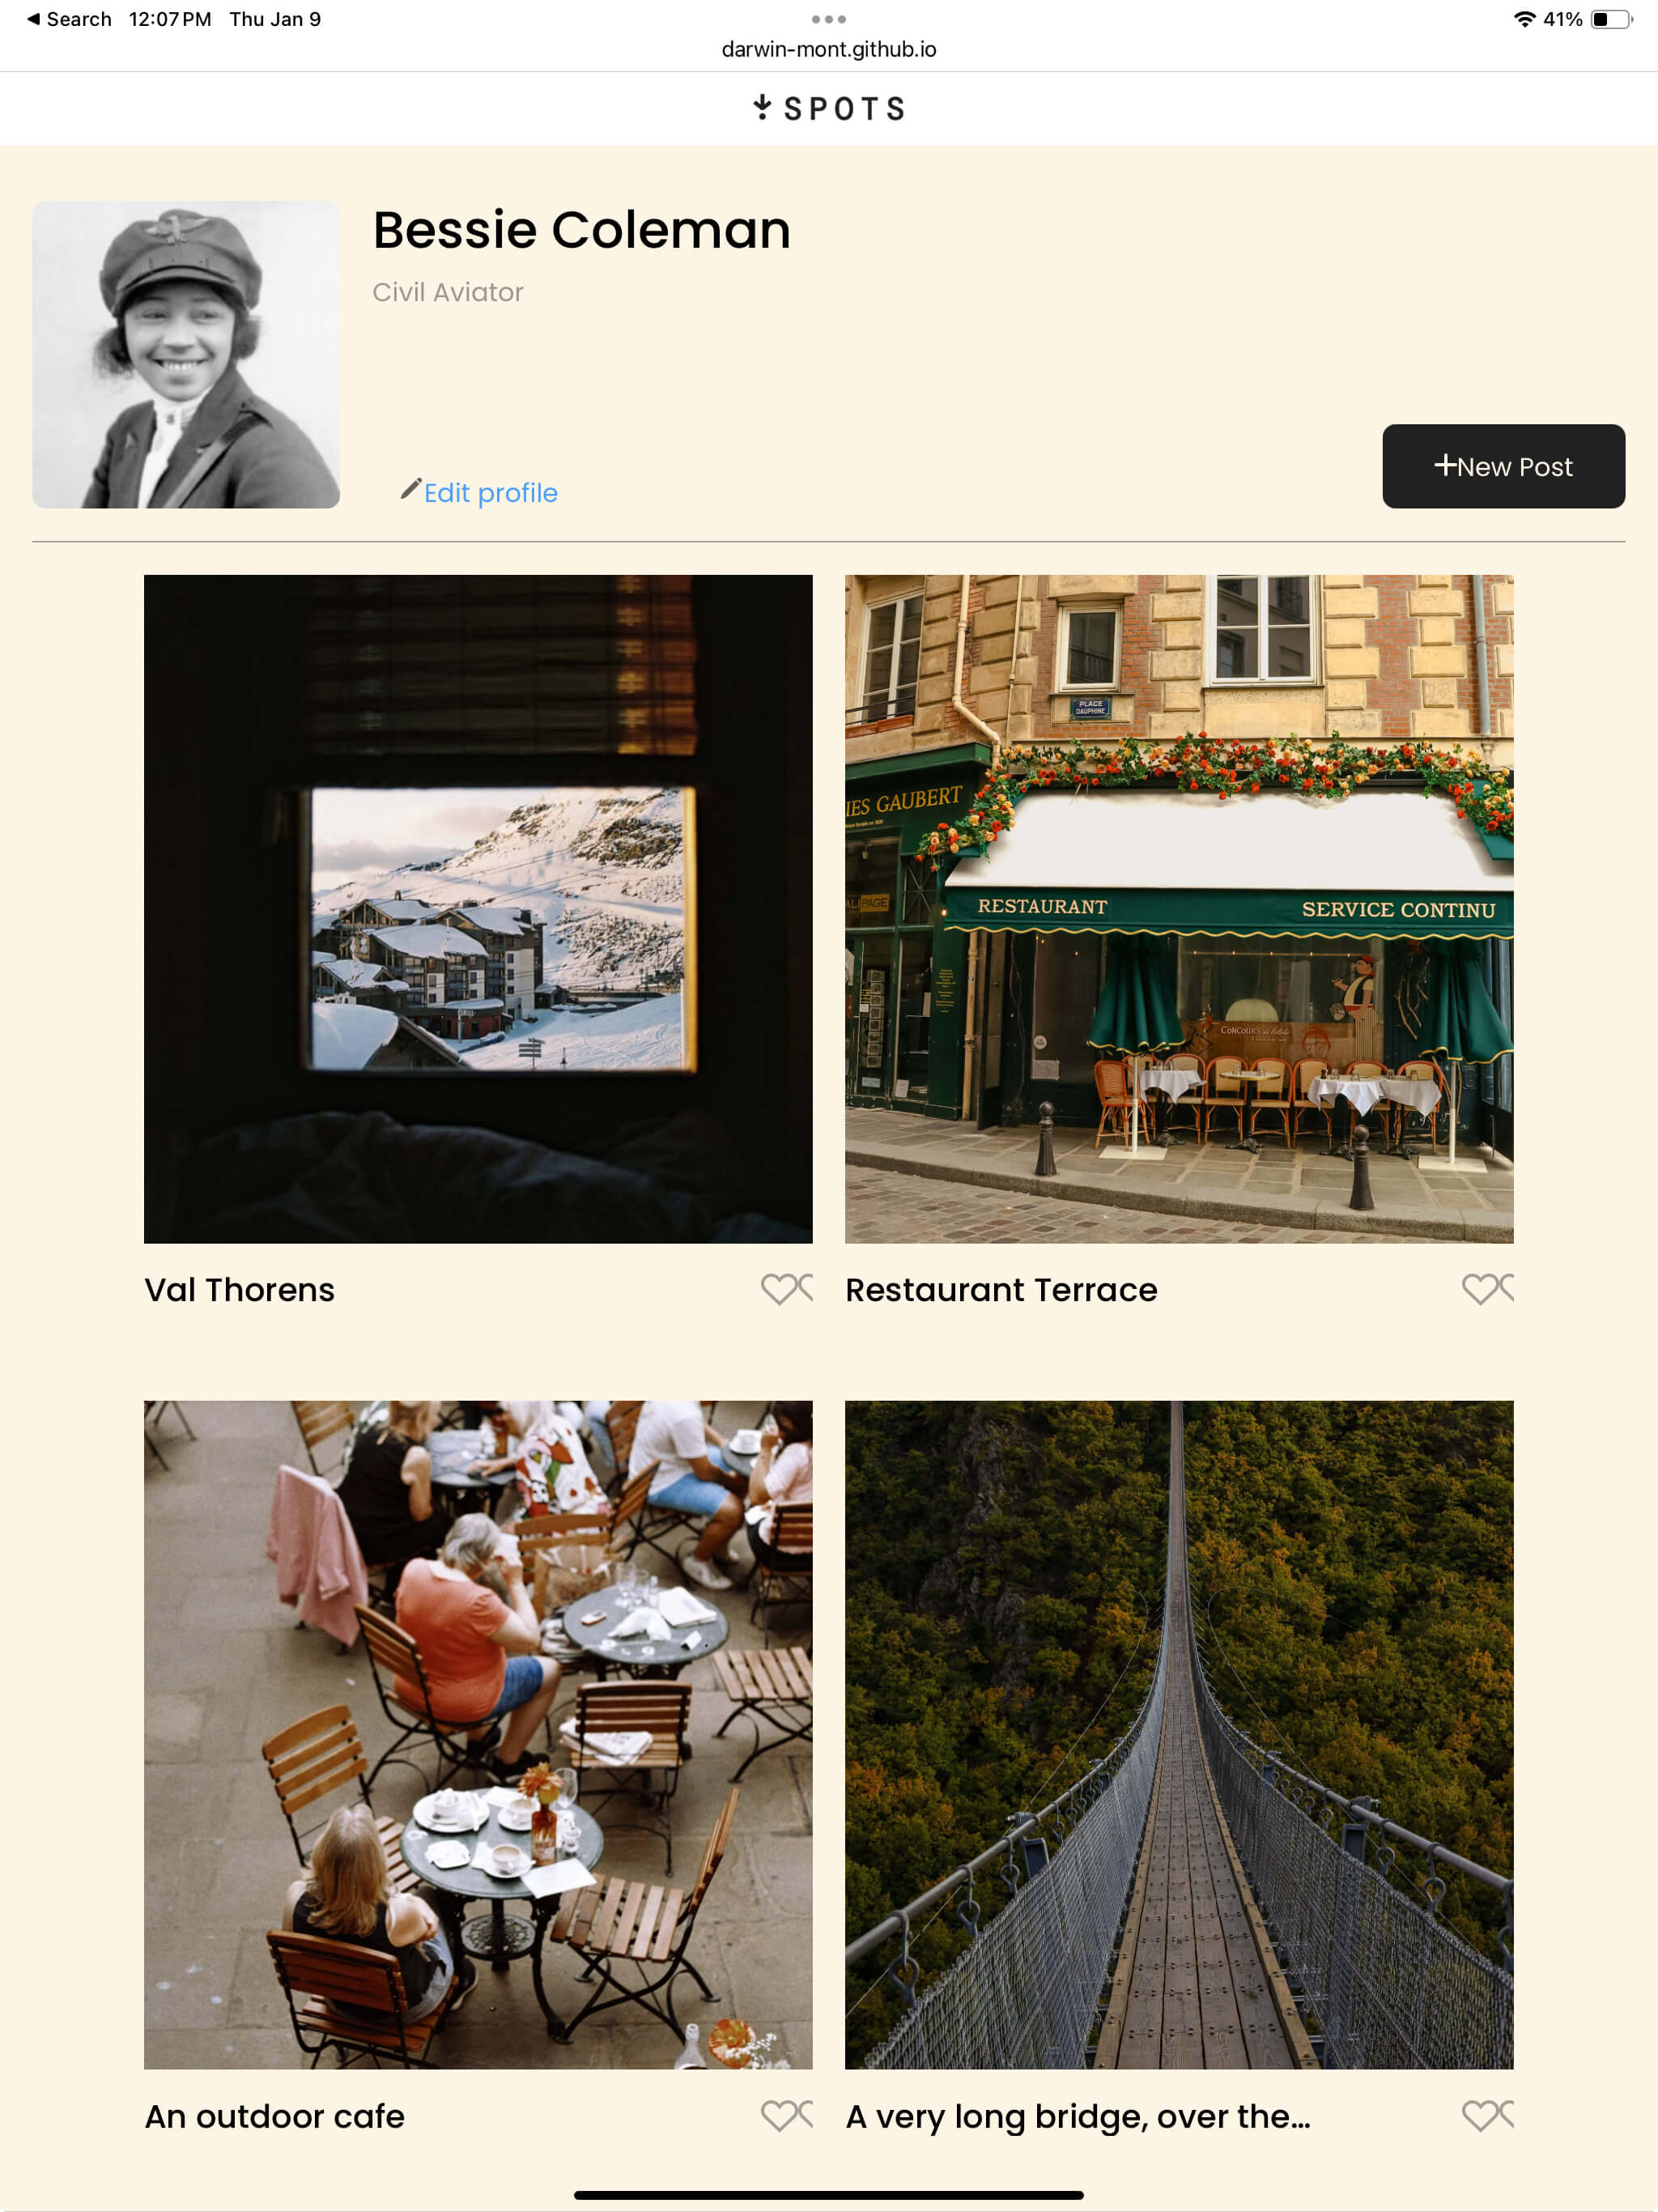 Search 12:07 PM Thu Jan 9
41%
darwin-mont.github.io
SPOTS
Bessie Coleman
Civil Aviator
Edit profile
+New Post
PLACE
DAUPHINE
IES GAUBERT
PAGE
RESTAURANT
SERVICE CONTINU
CONCOURS
Val Thorens
Restaurant Terrace
An outdoor cafe
A very long bridge, over the...